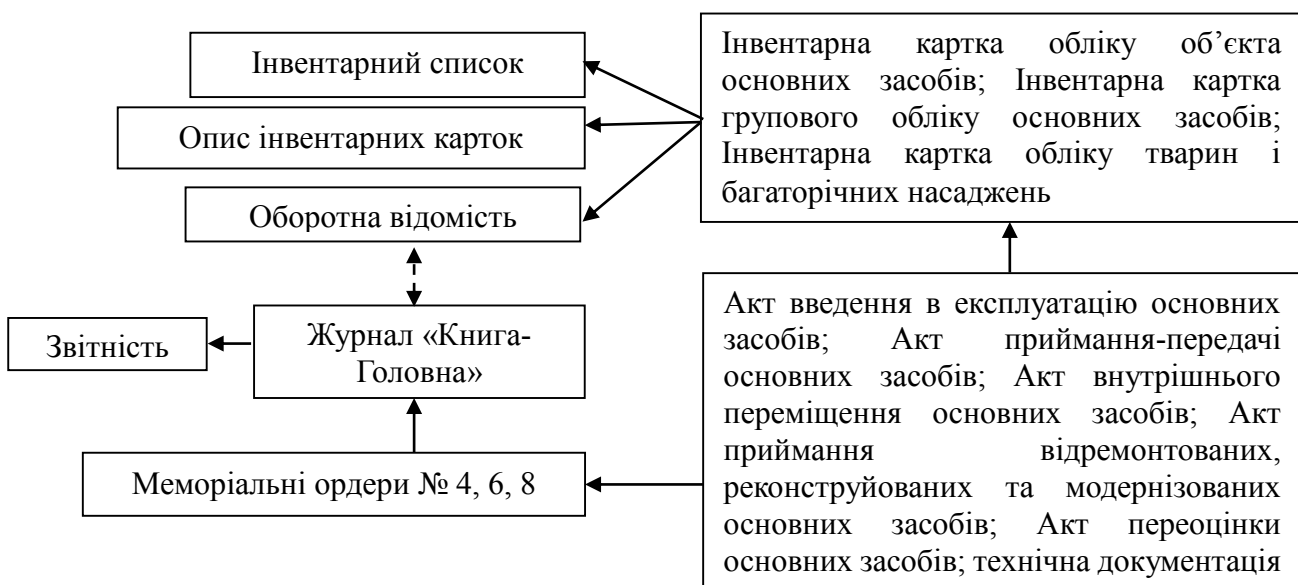 Інвентарний список
Опис інвентарних карток
Оборотна відомість
Звітність
Журнал «Книга-
Головна»
Меморіальні ордери № 4, 6, 8
Інвентарна картка обліку об’єкта
основних засобів; Інвентарна картка
групового обліку основних засобів;
Інвентарна картка обліку тварин і
багаторічних насаджень
Акт введення в експлуатацію основних
засобів; Акт приймання-передачі
основних засобів; Акт внутрішнього
переміщення основних засобів; Акт
приймання відремонтованих,
реконструйованих та модернізованих
основних засобів; Акт переоцінки
основних засобів; технічна документація